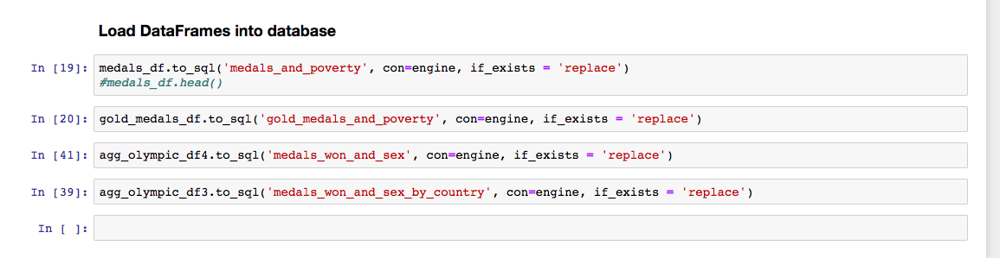 Load DataFrames into database
In [19]: medals_df.to_sql('medals_and_poverty', con=engine, if_exists = 'replace')
#medals_df.head()
In [20]: gold_medals_df.to_sql('gold_medals_and_poverty', con=engine, if_exists = 'replace')
In [41]: agg_olympic_df4.to_sql('medals_won_and_sex', con=engine, if_exists = 'replace')
In [39]: agg_olympic_df3.to_sql('medals_won_and_sex_by_country', con=engine, if_exists = 'replace')
In [ ]: